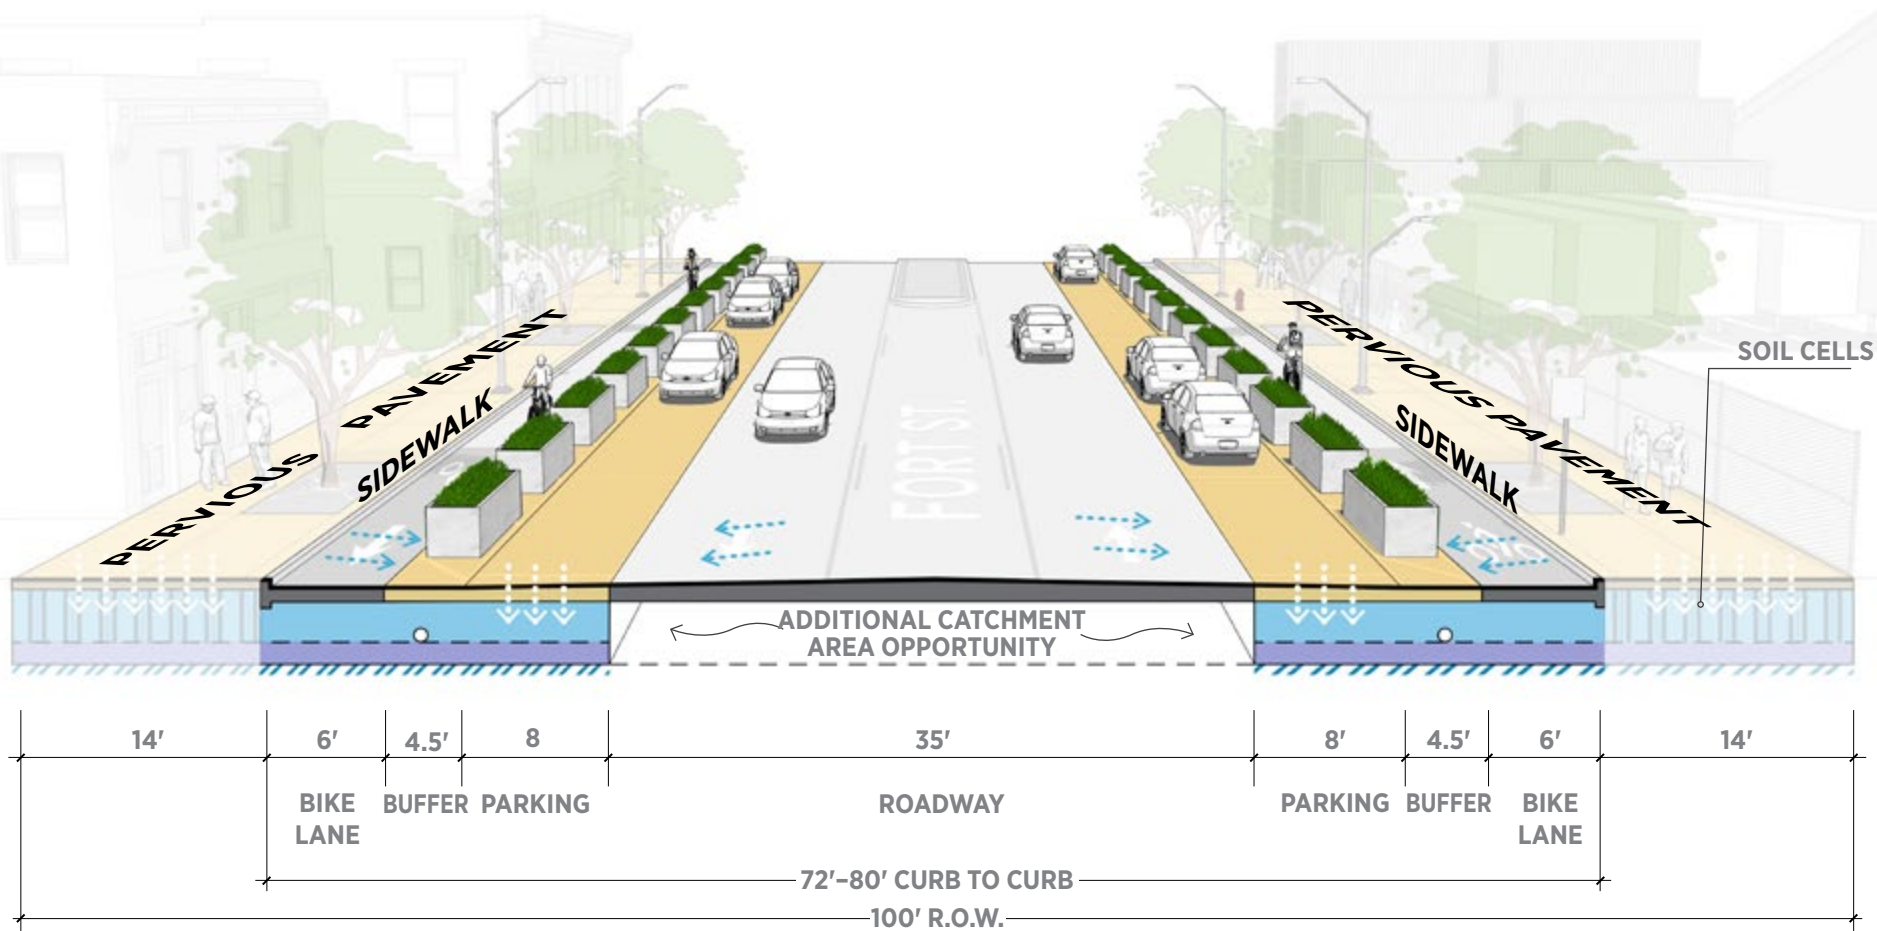 PERVIOUS PAVEMENT
SIDEWALK
FORT ST.
PERVIOUS PAVEMENT
SIDEWALK
SOIL CELLS
ADDITIONAL CATCHMENT
AREA OPPORTUNITY
14' 6' 4.5' 8 35' 8' 4.5' 6' 14'
BIKE LANE
BUFFER
PARKING
ROADWAY
PARKING
BUFFER
BIKE LANE
72'–80' CURB TO CURB
100' R.O.W.